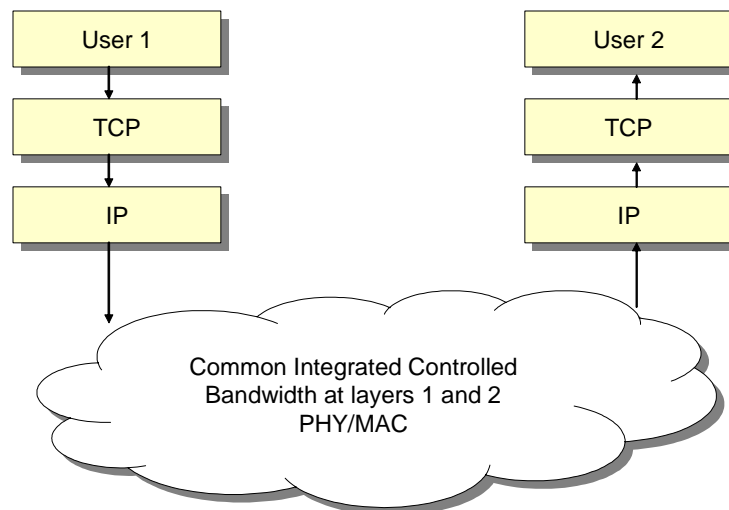 User 1
User 2
TCP
TCP
IP
IP
Common Integrated Controlled
Bandwidth at layers 1 and 2
PHY/MAC